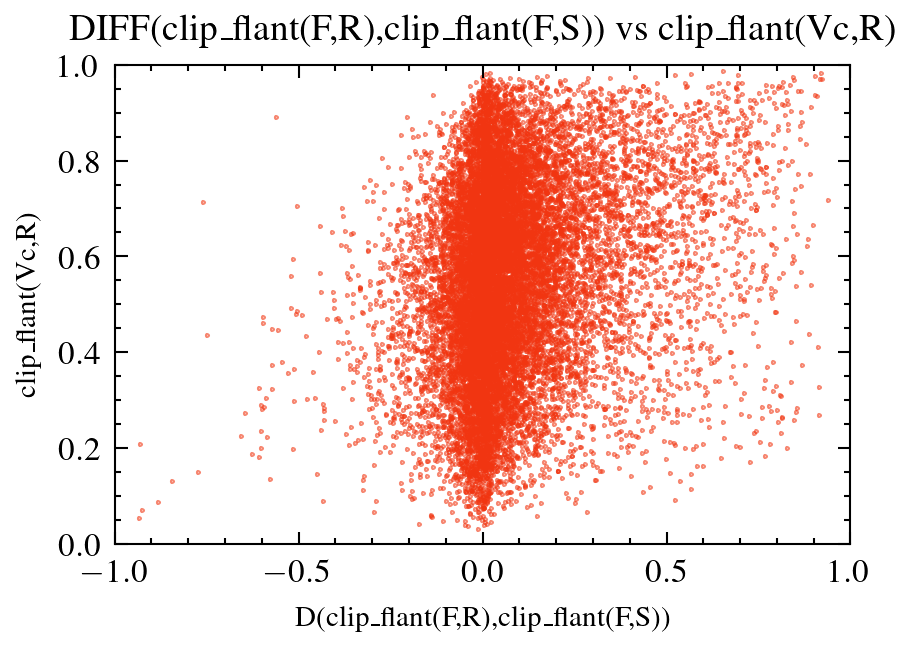 DIFF(clip_flant(F,R),clip_flant(F,S)) vs clip_flant(Vc,R)
1.0
0.8
0.6
0.4
0.2
0.0
clip_flant(Vc,R)
−1.0 −0.5 0.0 0.5 1.0
D(clip_flant(F,R),clip_flant(F,S))